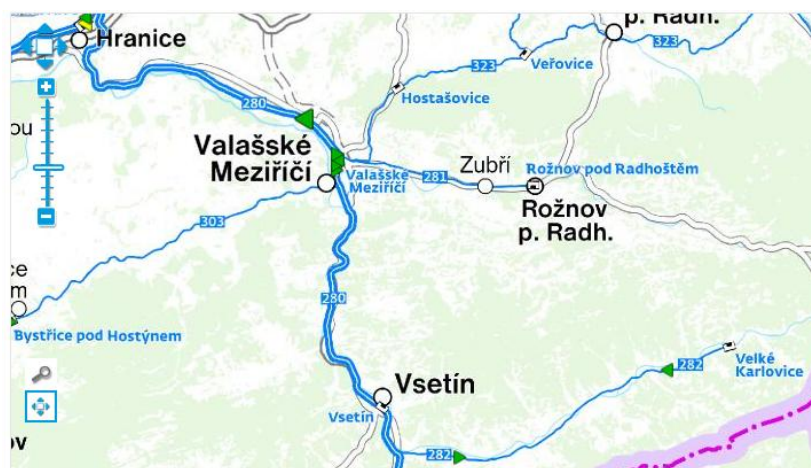 p. Radh.
Hranice
323
Veřovice
323
280
Hostašovice
ou
Valašské
Meziříčí
Valašské
Meziříčí
281
Zubří
Rožnov pod Radhoštěm
Rožnov
p. Radh.
303
ce
m
280
Bystřice pod Hostýnem
282
Velké
Karlovice
Vsetín
Vsetín
ov
282